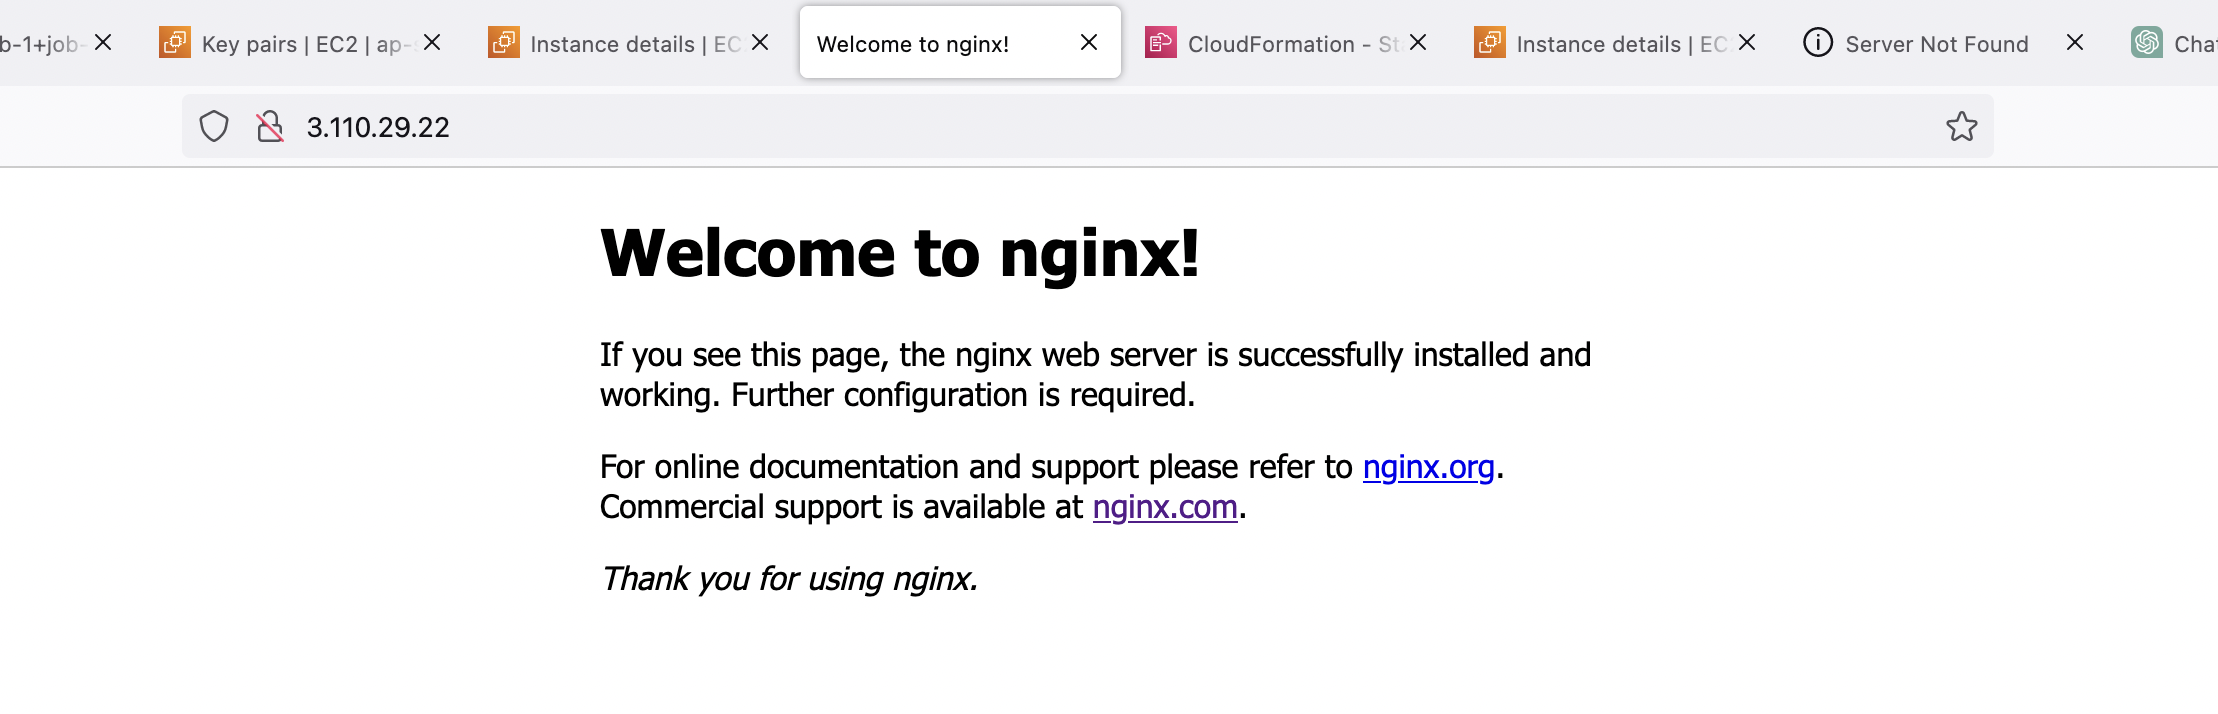 b-1+job-
Key pairs | EC2 | ap-s
Instance details | EC
Welcome to nginx!
CloudFormation - St
Instance details | EC
Server Not Found
Chat
3.110.29.22
Welcome to nginx!
If you see this page, the nginx web server is successfully installed and
working. Further configuration is required.
For online documentation and support please refer to nginx.org.
Commercial support is available at nginx.com.
Thank you for using nginx.